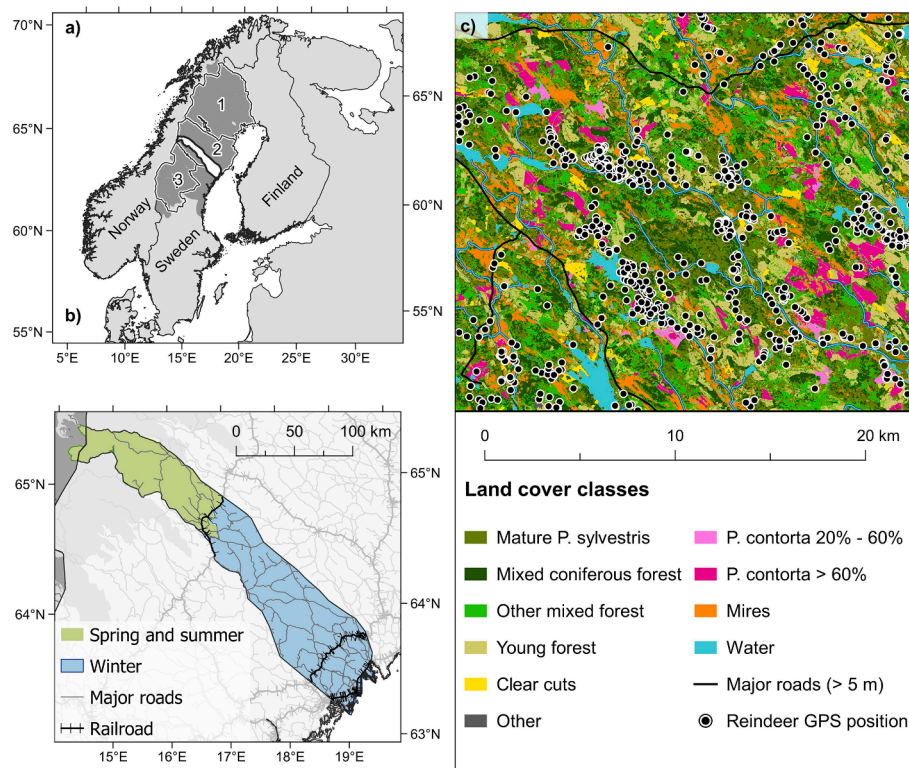 a)
70°N
65°N
60°N
55°N
1
2
3
Norway
Sweden
Finland
65°N
60°N
55°N
b)
5°E 10°E 15°E 20°E 25°E 30°E
c)
0 50 100 km
65°N
64°N
65°N
64°N
63°N
Spring and summer
Winter
Major roads
Railroad
15°E 16°E 17°E 18°E 19°E
0 10 20 km
Land cover classes
Mature P. sylvestris
Mixed coniferous forest
Other mixed forest
Young forest
Clear cuts
Other
P. contorta 20% - 60%
P. contorta > 60%
Mires
Water
Major roads (> 5 m)
Reindeer GPS position